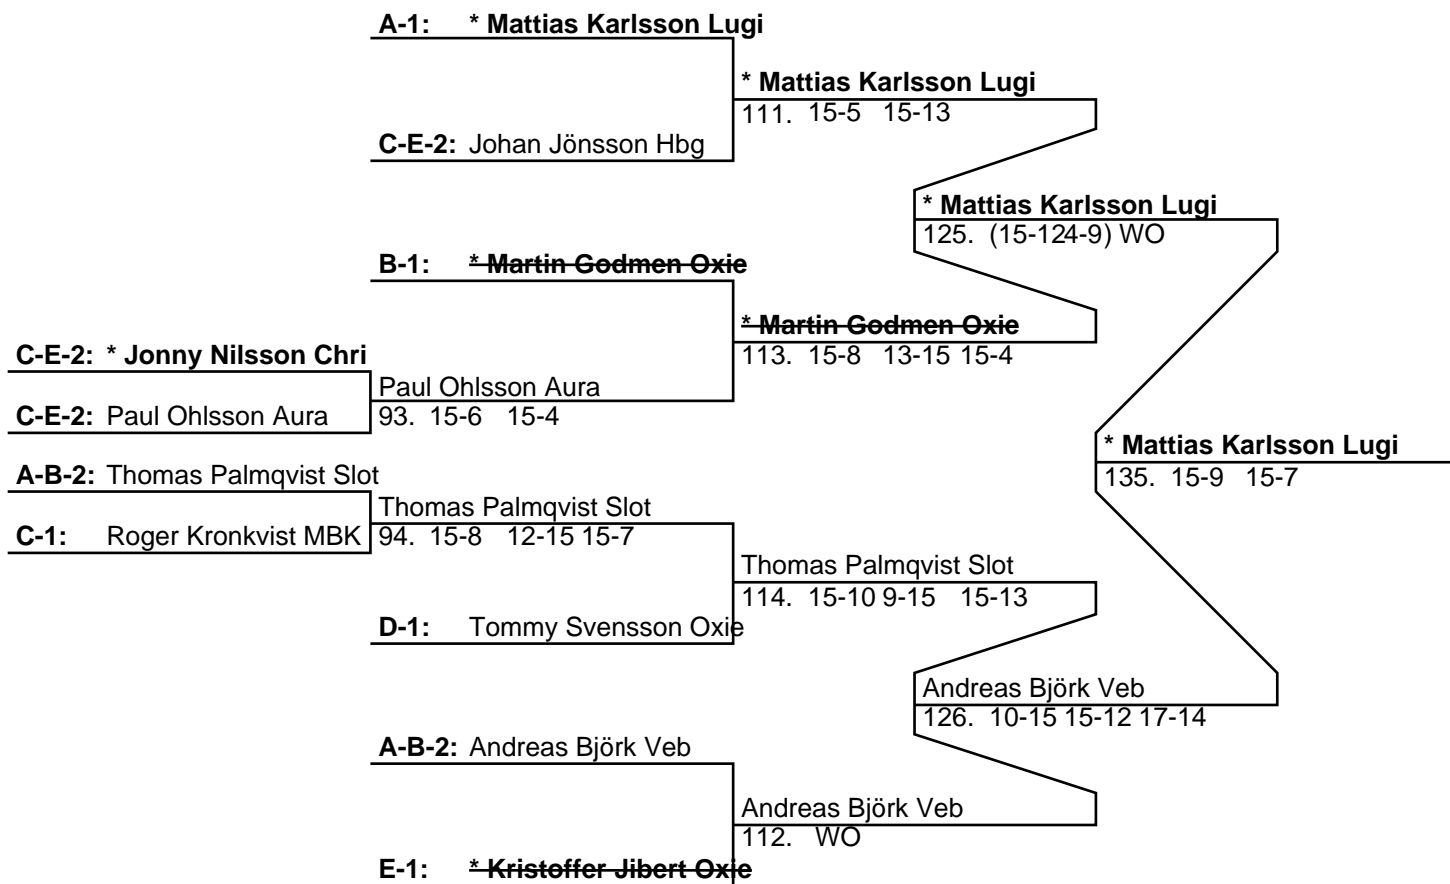 A-1: * Mattias Karlsson Lugi
* Mattias Karlsson Lugi
111. 15-5 15-13
C-E-2: Johan Jönsson Hbg
* Mattias Karlsson Lugi
125. (15-124-9) WO
B-1: * Martin Godmen Oxie
* Martin Godmen Oxie
113. 15-8 13-15 15-4
C-E-2: * Jonny Nilsson Chri
Paul Ohlsson Aura
93. 15-6 15-4
C-E-2: Paul Ohlsson Aura
* Mattias Karlsson Lugi
135. 15-9 15-7
A-B-2: Thomas Palmqvist Slot
Thomas Palmqvist Slot
94. 15-8 12-15 15-7
C-1: Roger Kronkvist MBK
Thomas Palmqvist Slot
114. 15-10 9-15 15-13
D-1: Tommy Svensson Oxie
Andreas Björk Veb
126. 10-15 15-12 17-14
A-B-2: Andreas Björk Veb
Andreas Björk Veb
112. WO
E-1: * Kristoffer Jibert Oxie